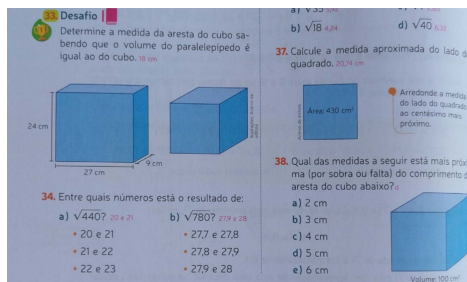 33. Desafio
Determine a medida da aresta do cubo sa-
bendo que o volume do paralelepípedo é
igual ao do cubo. 18 cm
24 cm
9 cm
27 cm
34. Entre quais números está o resultado de:
a) √440? 20 e 21
• 20 e 21
• 21 e 22
• 22 e 23
b) √780? 27,9 e 28
• 27,7 e 27,8
• 27,8 e 27,9
• 27,9 e 28
b) √18 4,24
d) √40 6,32
37. Calcule a medida aproximada do lado d
quadrado. 20,74 cm
Área: 430 cm²
Arredonde a medida
do lado do quadrado
ao centésimo mais
próximo.
38. Qual das medidas a seguir está mais próx
ma (por sobra ou falta) do comprimento d
aresta do cubo abaixo? d
a) 2 cm
b) 3 cm
c) 4 cm
d) 5 cm
e) 6 cm
Volume: 100 cm³